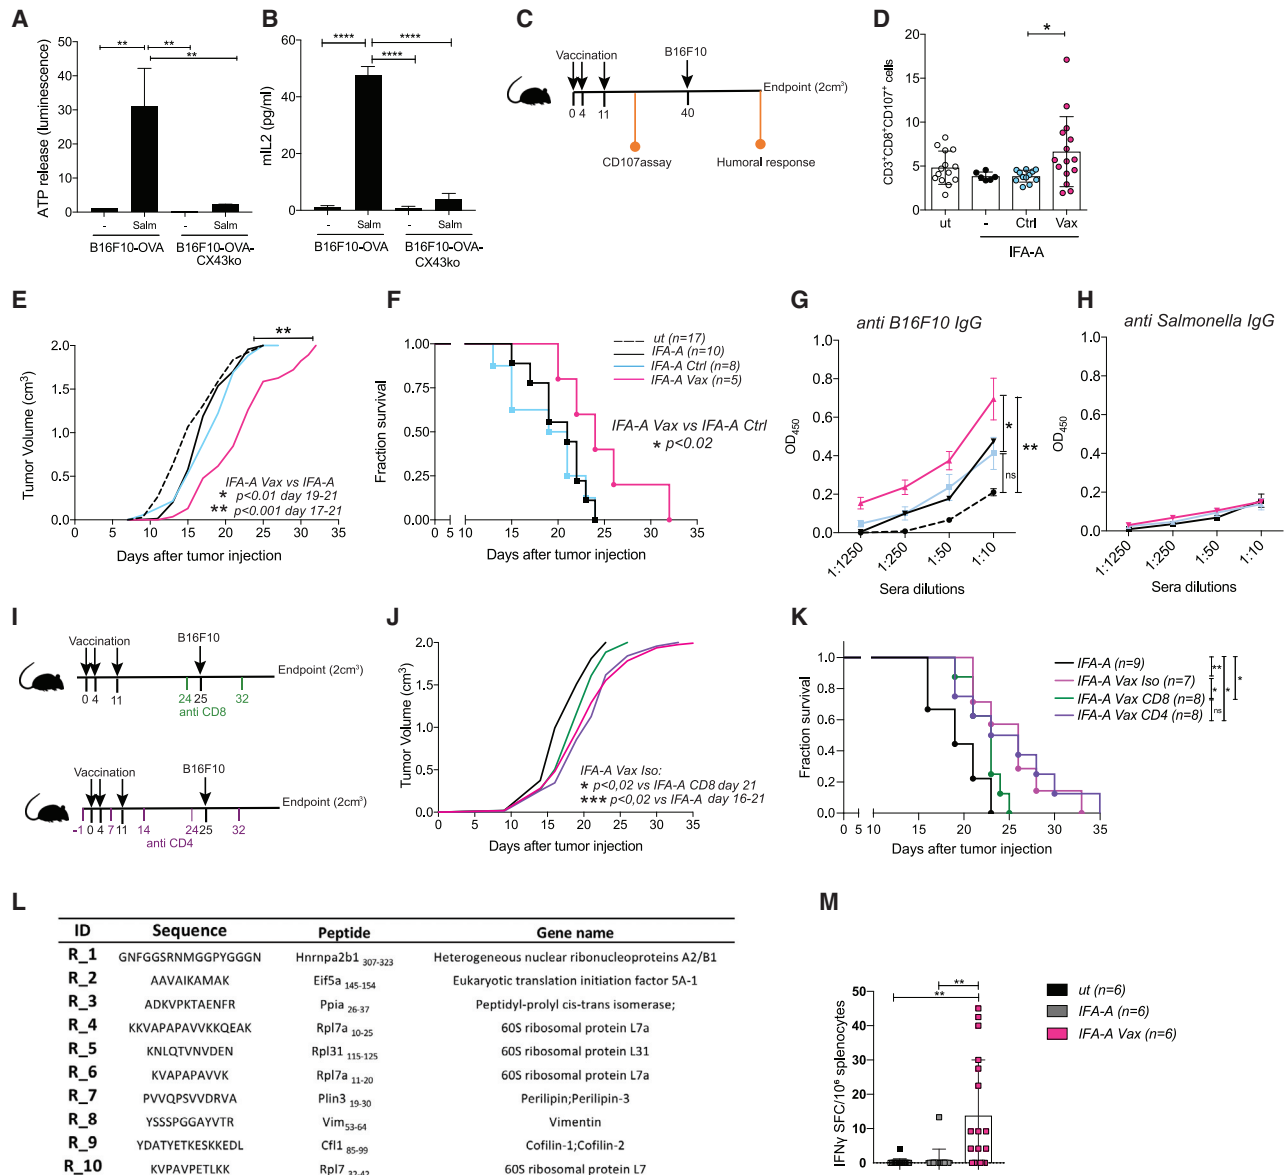 A
ATP release (luminescence)
50
40
30
20
10
0
**
**
**
-
Salm
-
Salm
B16F10-OVA
B16F10-OVA-
CX43ko
B
mIL2 (pg/ml)
60
40
20
0
****
****
****
-
Salm
-
Salm
B16F10-OVA
B16F10-OVA-
CX43ko
C
Vaccination
B16F10
Endpoint (2cm³)
0 4 11 40
CD107assay
Humoral response
D
CD3⁺CD8⁺CD107⁺ cells
20
15
10
5
0
*
ut - Ctrl Vax
IFA-A
E
Tumor Volume (cm³)
2.0
1.5
1.0
0.5
0.0
**
IFA-A Vax vs IFA-A
* p<0.01 day 19-21
** p<0.001 day 17-21
0 5 10 15 20 25 30 35
Days after tumor injection
F
Fraction survival
1.00
0.75
0.50
0.25
0.00
ut (n=17)
IFA-A (n=10)
IFA-A Ctrl (n=8)
IFA-A Vax (n=5)
IFA-A Vax vs IFA-A Ctrl
* p<0.02
0 5 10 15 20 25 30 35
Days after tumor injection
G
anti B16F10 IgG
OD₄₅₀
1.0
0.8
0.6
0.4
0.2
0.0
*
ns
**
1:1250 1:250 1:50 1:10
Sera dilutions
H
anti Salmonella IgG
OD₄₅₀
1.0
0.8
0.6
0.4
0.2
0.0
1:1250 1:250 1:50 1:10
Sera dilutions
I
Vaccination
B16F10
Endpoint (2cm³)
0 4 11 24 25 32
anti CD8
Vaccination
B16F10
Endpoint (2cm³)
-1 0 4 7 11 14 24 25 32
anti CD4
J
Tumor Volume (cm³)
2.0
1.5
1.0
0.5
0.0
IFA-A Vax Iso:
* p<0,02 vs IFA-A CD8 day 21
*** p<0,02 vs IFA-A day 16-21
0 5 10 15 20 25 30 35
Days after tumor injection
K
Fraction survival
1.0
0.8
0.6
0.4
0.2
0.0
IFA-A (n=9)
IFA-A Vax Iso (n=7)
IFA-A Vax CD8 (n=8)
IFA-A Vax CD4 (n=8)
**
*
ns
*
*
0 5 10 15 20 25 30 35
Days after tumor injection
L
ID Sequence Peptide Gene name
R_1 GNFGGSRNMGGPYGGGN Hnrnpa2b1 307-323 Heterogeneous nuclear ribonucleoproteins A2/B1
R_2 AAVAIKAMAK Eif5a 145-154 Eukaryotic translation initiation factor 5A-1
R_3 ADKVPKTAENFR Ppia 26-37 Peptidyl-prolyl cis-trans isomerase;
R_4 KKVAPAPAVVKKQEAK Rpl7a 10-25 60S ribosomal protein L7a
R_5 KNLQTVNVDEN Rpl31 115-125 60S ribosomal protein L31
R_6 KVAPAPAVVK Rpl7a 11-20 60S ribosomal protein L7a
R_7 PVVQPSVVDRVA Plin3 19-30 Perilipin;Perilipin-3
R_8 YSSSPGGAYVTR Vim 53-64 Vimentin
R_9 YDATYETKESKKEDL Cfl1 85-99 Cofilin-1;Cofilin-2
R_10 KVPAVPETLKK Rpl7 32-42 60S ribosomal protein L7
M
IFNγ SFC/10⁶ splenocytes
50
40
30
20
10
0
**
**
ut (n=6)
IFA-A (n=6)
IFA-A Vax (n=6)